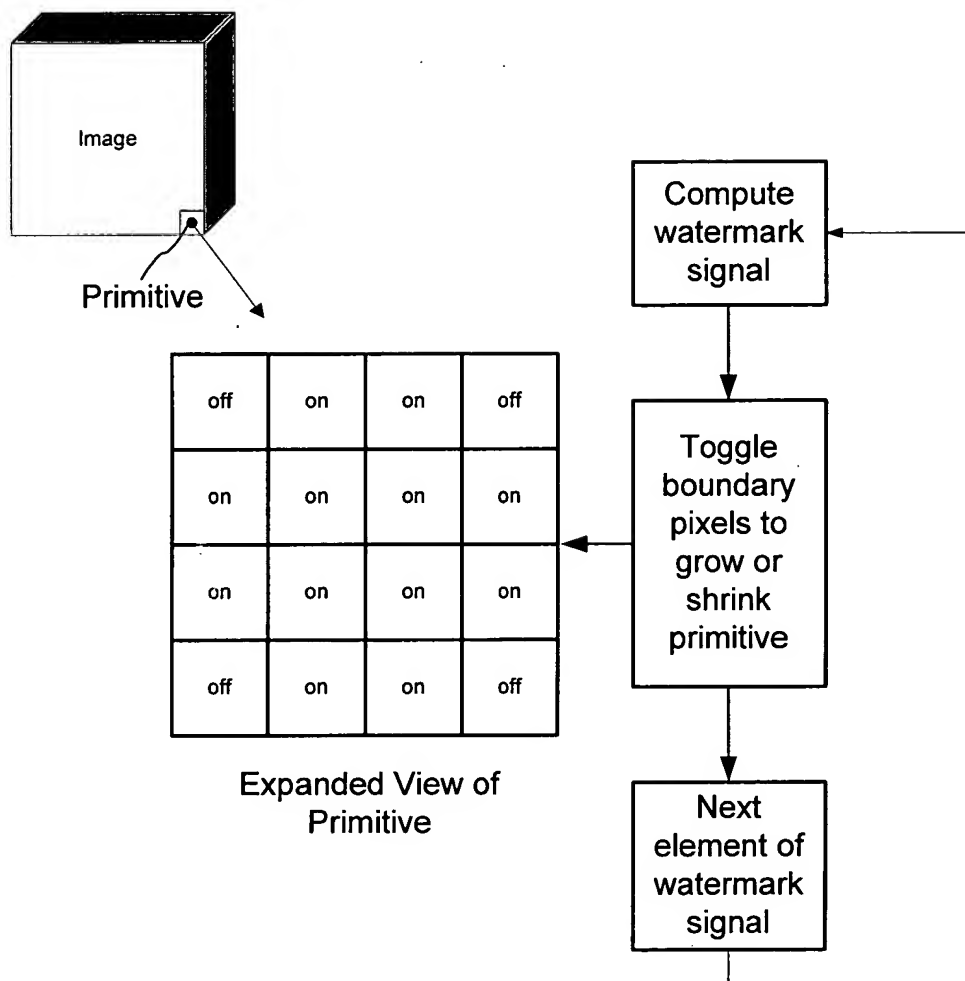 Image
Primitive
Compute
watermark
signal
off on on off
on on on on
on on on on
off on on off
Toggle
boundary
pixels to
grow or
shrink
primitive
Expanded View of
Primitive
Next
element of
watermark
signal